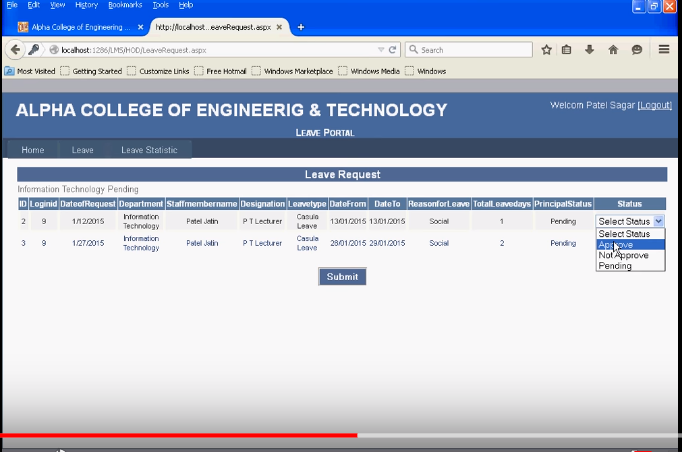 File Edit View History Bookmarks Tools Help
Alpha College of Engineering ... × http://localhost...eaveRequest.aspx × +
localhost:1286/LMS/HOD/LeaveRequest.aspx Search
Most Visited Getting Started Customize Links Free Hotmail Windows Marketplace Windows Media Windows
ALPHA COLLEGE OF ENGINEERIG & TECHNOLOGY
Welcom Patel Sagar [Logout]
LEAVE PORTAL
Home Leave Leave Statistic
Leave Request
Information Technology Pending
ID Loginid DateofRequest Department Staffmembername Designation Leavetype DateFrom DateTo ReasonforLeave TotalLeavedays PrincipalStatus Status
2 9 1/12/2015 Information Technology Patel Jatin P T Lecturer Casula Leave 13/01/2015 13/01/2015 Social 1 Pending Select Status
Select Status
Approve
3 9 1/27/2015 Information Technology Patel Jatin P T Lecturer Casula Leave 28/01/2015 29/01/2015 Social 2 Pending
Not Approve
Pending
Submit